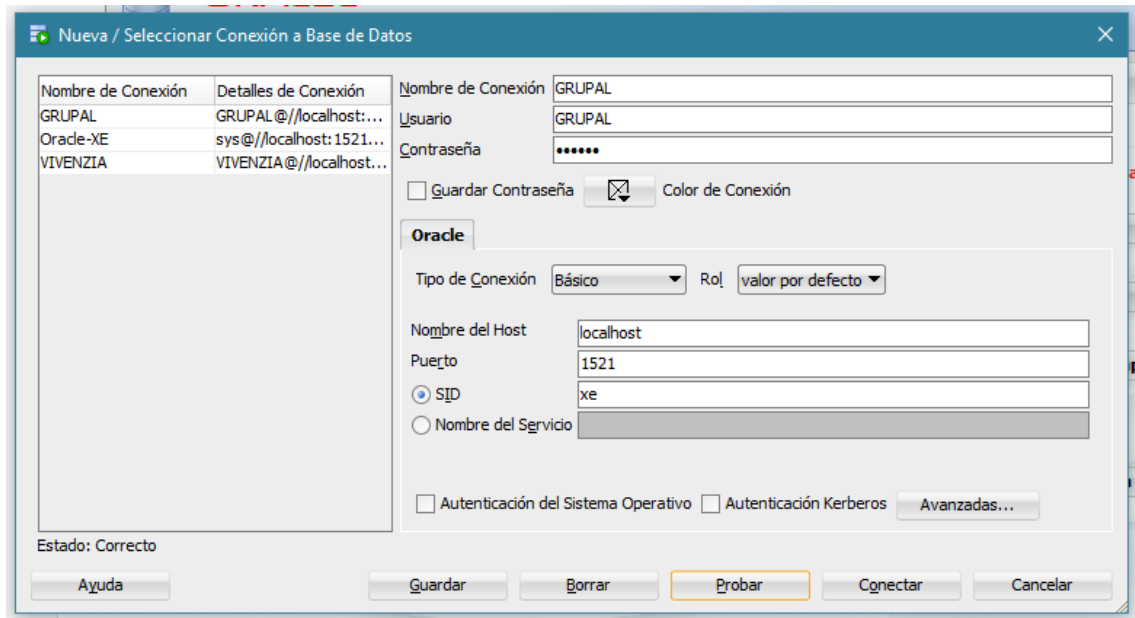 Nueva / Seleccionar Conexión a Base de Datos
Nombre de Conexión Detalles de Conexión
GRUPAL GRUPAL@//localhost:...
Oracle-XE sys@//localhost:1521...
VIVENZIA VIVENZIA@//localhost...
Nombre de Conexión GRUPAL
Usuario GRUPAL
Contraseña ••••••
Guardar Contraseña Color de Conexión
Oracle
Tipo de Conexión Básico Rol valor por defecto
Nombre del Host localhost
Puerto 1521
SID xe
Nombre del Servicio
Autenticación del Sistema Operativo Autenticación Kerberos Avanzadas...
Estado: Correcto
Ayuda Guardar Borrar Probar Conectar Cancelar